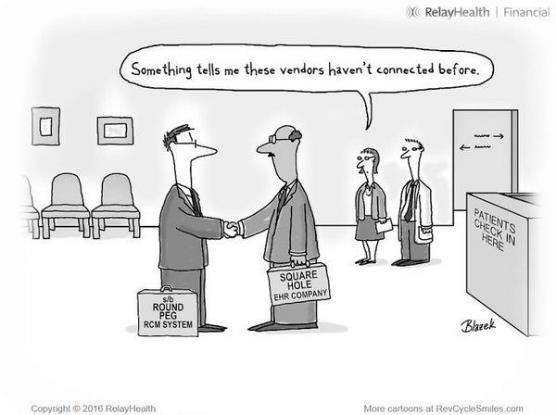 RelayHealth | Financial
Something tells me these vendors haven't connected before.
PATIENTS
CHECK IN
HERE
SQUARE
HOLE
EHR COMPANY
s/b
ROUND
PEG
RCM SYSTEM
Blazek
Copyright © 2016 RelayHealth
More cartoons at RevCycleSmiles.com